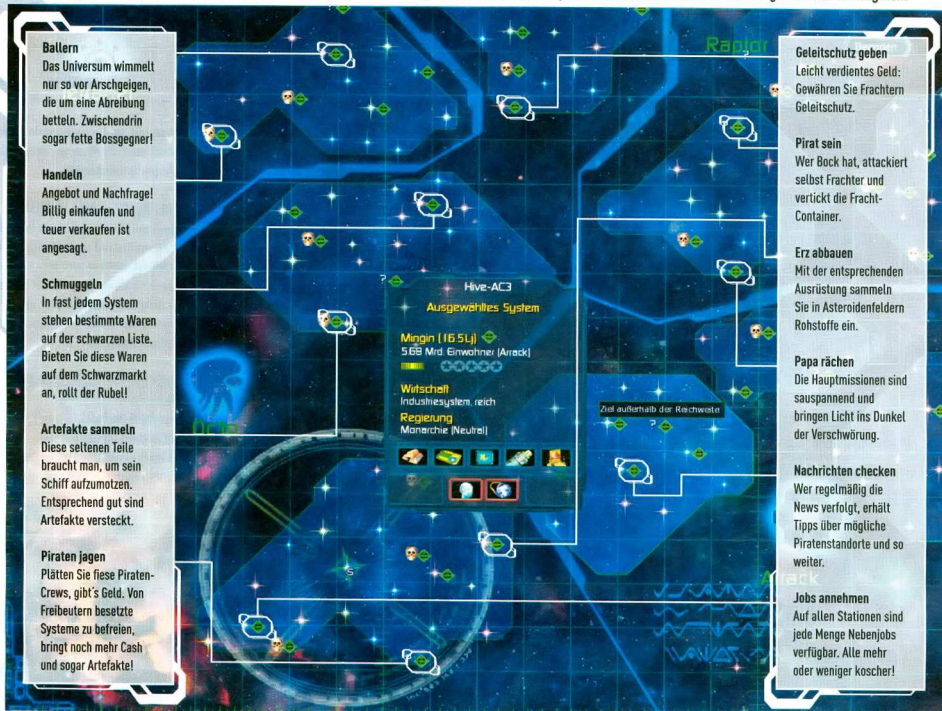 Ballern
Das Universum wimmelt
nur so vor Arschgeigen,
die um eine Abreibung
betteln. Zwischendrin
sogar fette Bossgegner!
Handeln
Angebot und Nachfrage!
Billig einkaufen und
teuer verkaufen ist
angesagt.
Schmuggeln
In fast jedem System
stehen bestimmte Waren
auf der schwarzen Liste.
Bieten Sie diese Waren
auf dem Schwarzmarkt
an, rollt der Rubel!
Artefakte sammeln
Diese seltenen Teile
braucht man, um sein
Schiff aufzumotzen.
Entsprechend gut sind
Artefakte versteckt.
Piraten jagen
Plätten Sie fiese Piraten-
Crews, gibt's Geld. Von
Freibeutern besetzte
Systeme zu befreien,
bringt noch mehr Cash
und sogar Artefakte!
Raptor
Hive-AC3
Ausgewähltes System
Mingin (16.5Lj)
5.69 Mrd. Einwohner (Arrack)
Wirtschaft
Industriesystem, reich
Regierung
Monarchie (Neutral)
Ziel außerhalb der Reichweite
Octo
Arrack
Geleitschutz geben
Leicht verdientes Geld:
Gewähren Sie Frachtern
Geleitschutz.
Pirat sein
Wer Bock hat, attackiert
selbst Frachter und
vertickt die Fracht-
Container.
Erz abbauen
Mit der entsprechenden
Ausrüstung sammeln
Sie in Asteroidenfeldern
Rohstoffe ein.
Papa rächen
Die Hauptmissionen sind
sauspannend und
bringen Licht ins Dunkel
der Verschwörung.
Nachrichten checken
Wer regelmäßig die
News verfolgt, erhält
Tipps über mögliche
Piratenstandorte und so
weiter.
Jobs annehmen
Auf allen Stationen sind
jede Menge Nebenjobs
verfügbar. Alle mehr
oder weniger koscher!